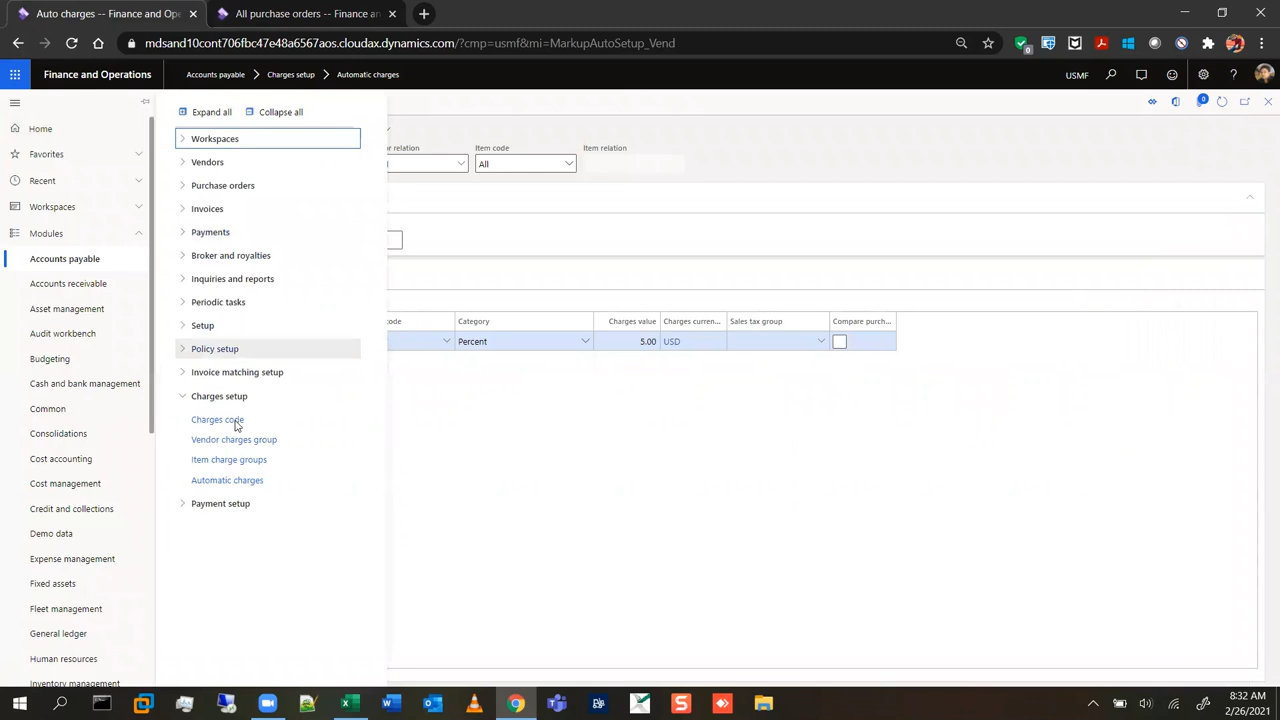 Auto charges -- Finance and Ope
All purchase orders -- Finance an
mdsand10cont706fbfc47e48a6567aos.cloudax.dynamics.com/?cmp=usmf&mi=MarkupAutoSetup_Vend
Finance and Operations
Accounts payable
Charges setup
Automatic charges
USMF
Expand all
Collapse all
Home
Favorites
Recent
Workspaces
Modules
Accounts payable
Accounts receivable
Asset management
Audit workbench
Budgeting
Cash and bank management
Common
Consolidations
Cost accounting
Cost management
Credit and collections
Demo data
Expense management
Fixed assets
Fleet management
General ledger
Human resources
Inventory management
Workspaces
Vendors
Purchase orders
Invoices
Payments
Broker and royalties
Inquiries and reports
Periodic tasks
Setup
Policy setup
Invoice matching setup
Charges setup
Charges code
Vendor charges group
Item charge groups
Automatic charges
Payment setup
or relation
Item code
Item relation
All
code
Category
Charges value
Charges curren...
Sales tax group
Compare purch...
Percent
5.00
USD
8:32 AM
2/26/2021